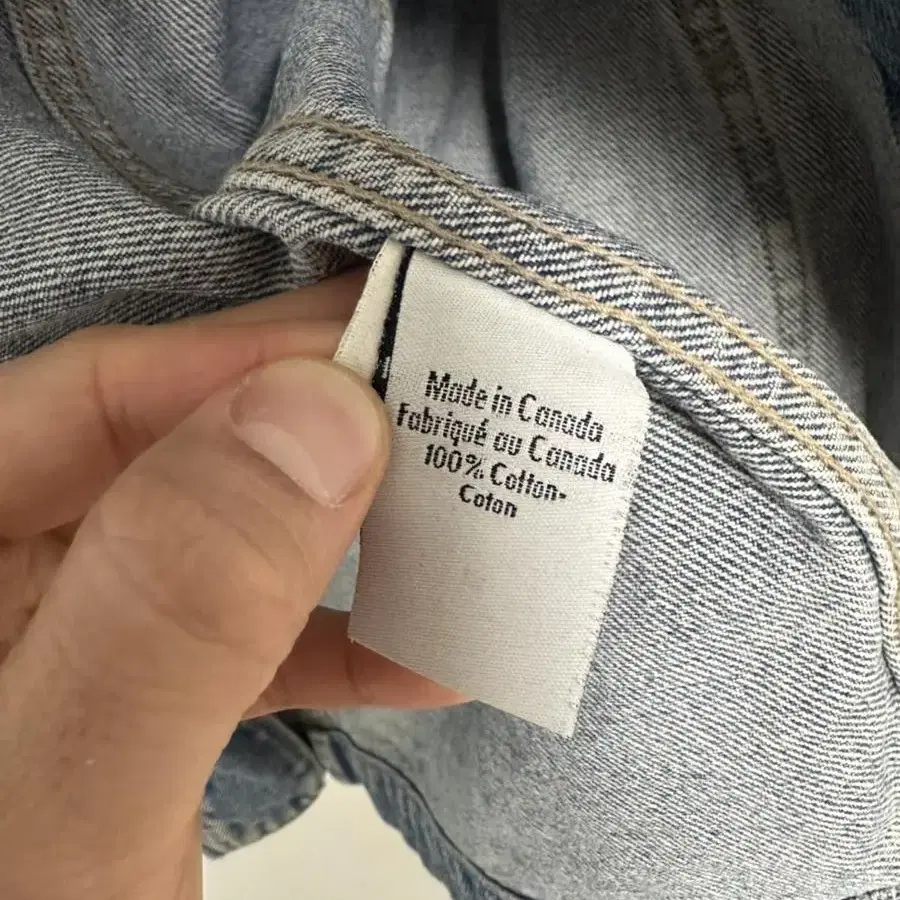 Made in Canada
Fabriqué au Canada
100% Cotton-
Coton